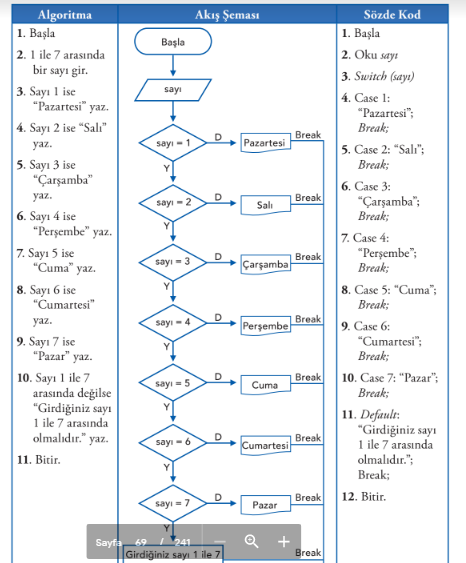 Algoritma
1. Başla
2. 1 ile 7 arasında
bir sayı gir.
3. Sayı 1 ise
“Pazartesi” yaz.
4. Sayı 2 ise “Salı”
yaz.
5. Sayı 3 ise
“Çarşamba”
yaz.
6. Sayı 4 ise
“Perşembe” yaz.
7. Sayı 5 ise
“Cuma” yaz.
8. Sayı 6 ise
“Cumartesi”
yaz.
9. Sayı 7 ise
“Pazar” yaz.
10. Sayı 1 ile 7
arasında değilse
“Girdiğiniz sayı
1 ile 7 arasında
olmalıdır.” yaz.
11. Bitir.
Akış Şeması
Başla
sayı
sayı = 1
D
Pazartesi
Break
Y
sayı = 2
D
Salı
Break
Y
sayı = 3
D
Çarşamba
Break
Y
sayı = 4
D
Perşembe
Break
Y
sayı = 5
D
Cuma
Break
Y
sayı = 6
D
Cumartesi
Break
Y
sayı = 7
D
Pazar
Break
Y
Sayfa 69 / 241
Girdiğiniz sayı 1 ile 7
Break
Sözde Kod
1. Başla
2. Oku sayı
3. Switch (sayı)
4. Case 1:
“Pazartesi”;
Break;
5. Case 2: “Salı”;
Break;
6. Case 3:
“Çarşamba”;
Break;
7. Case 4:
“Perşembe”;
Break;
8. Case 5: “Cuma”;
Break;
9. Case 6:
“Cumartesi”;
Break;
10. Case 7: “Pazar”;
Break;
11. Default:
“Girdiğiniz sayı
1 ile 7 arasında
olmalıdır.”;
Break;
12. Bitir.